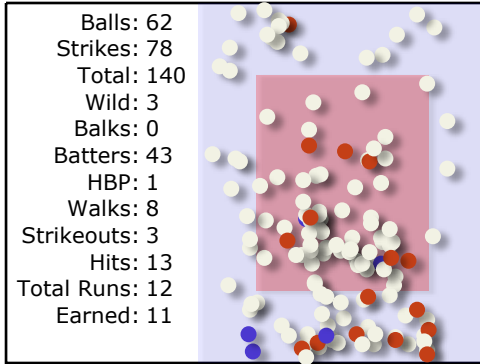 Balls: 62
Strikes: 78
Total: 140
Wild: 3
Balks: 0
Batters: 43
HBP: 1
Walks: 8
Strikeouts: 3
Hits: 13
Total Runs: 12
Earned: 11